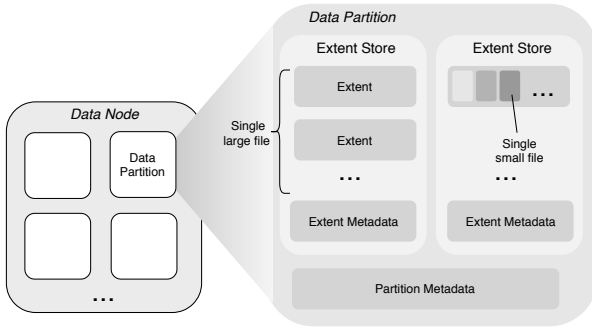 Data Partition
Extent Store
Extent
Single
large file
Extent
...
Extent Metadata
Extent Store
...
Single
small file
...
Extent Metadata
Partition Metadata
Data Node
Data
Partition
...